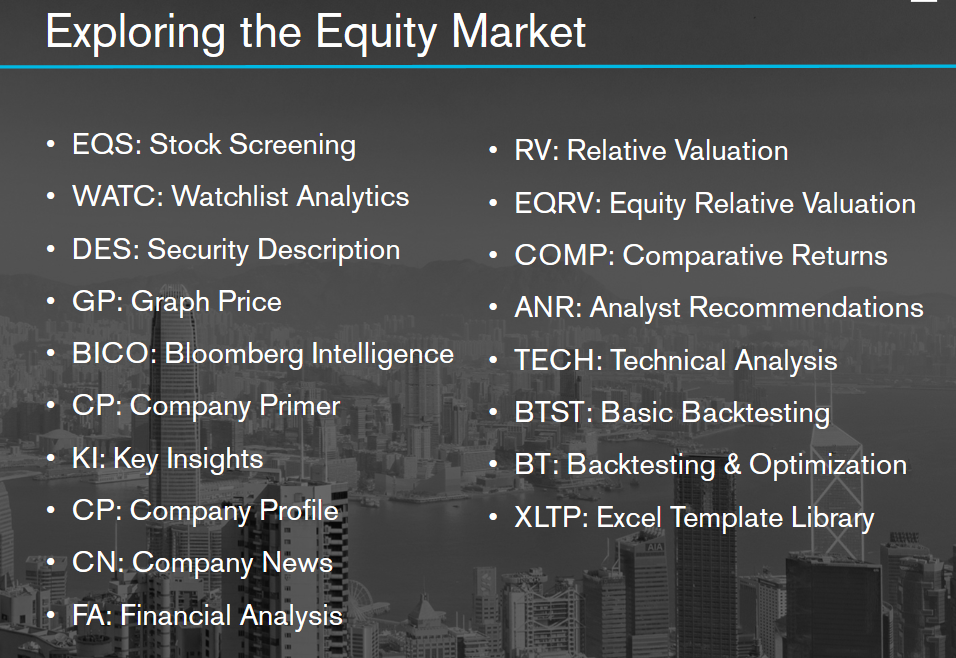 Exploring the Equity Market
• EQS: Stock Screening
• WATC: Watchlist Analytics
• DES: Security Description
• GP: Graph Price
• BICO: Bloomberg Intelligence
• CP: Company Primer
• KI: Key Insights
• CP: Company Profile
• CN: Company News
• FA: Financial Analysis
• RV: Relative Valuation
• EQRV: Equity Relative Valuation
• COMP: Comparative Returns
• ANR: Analyst Recommendations
• TECH: Technical Analysis
• BTST: Basic Backtesting
• BT: Backtesting & Optimization
• XLTP: Excel Template Library
AIA